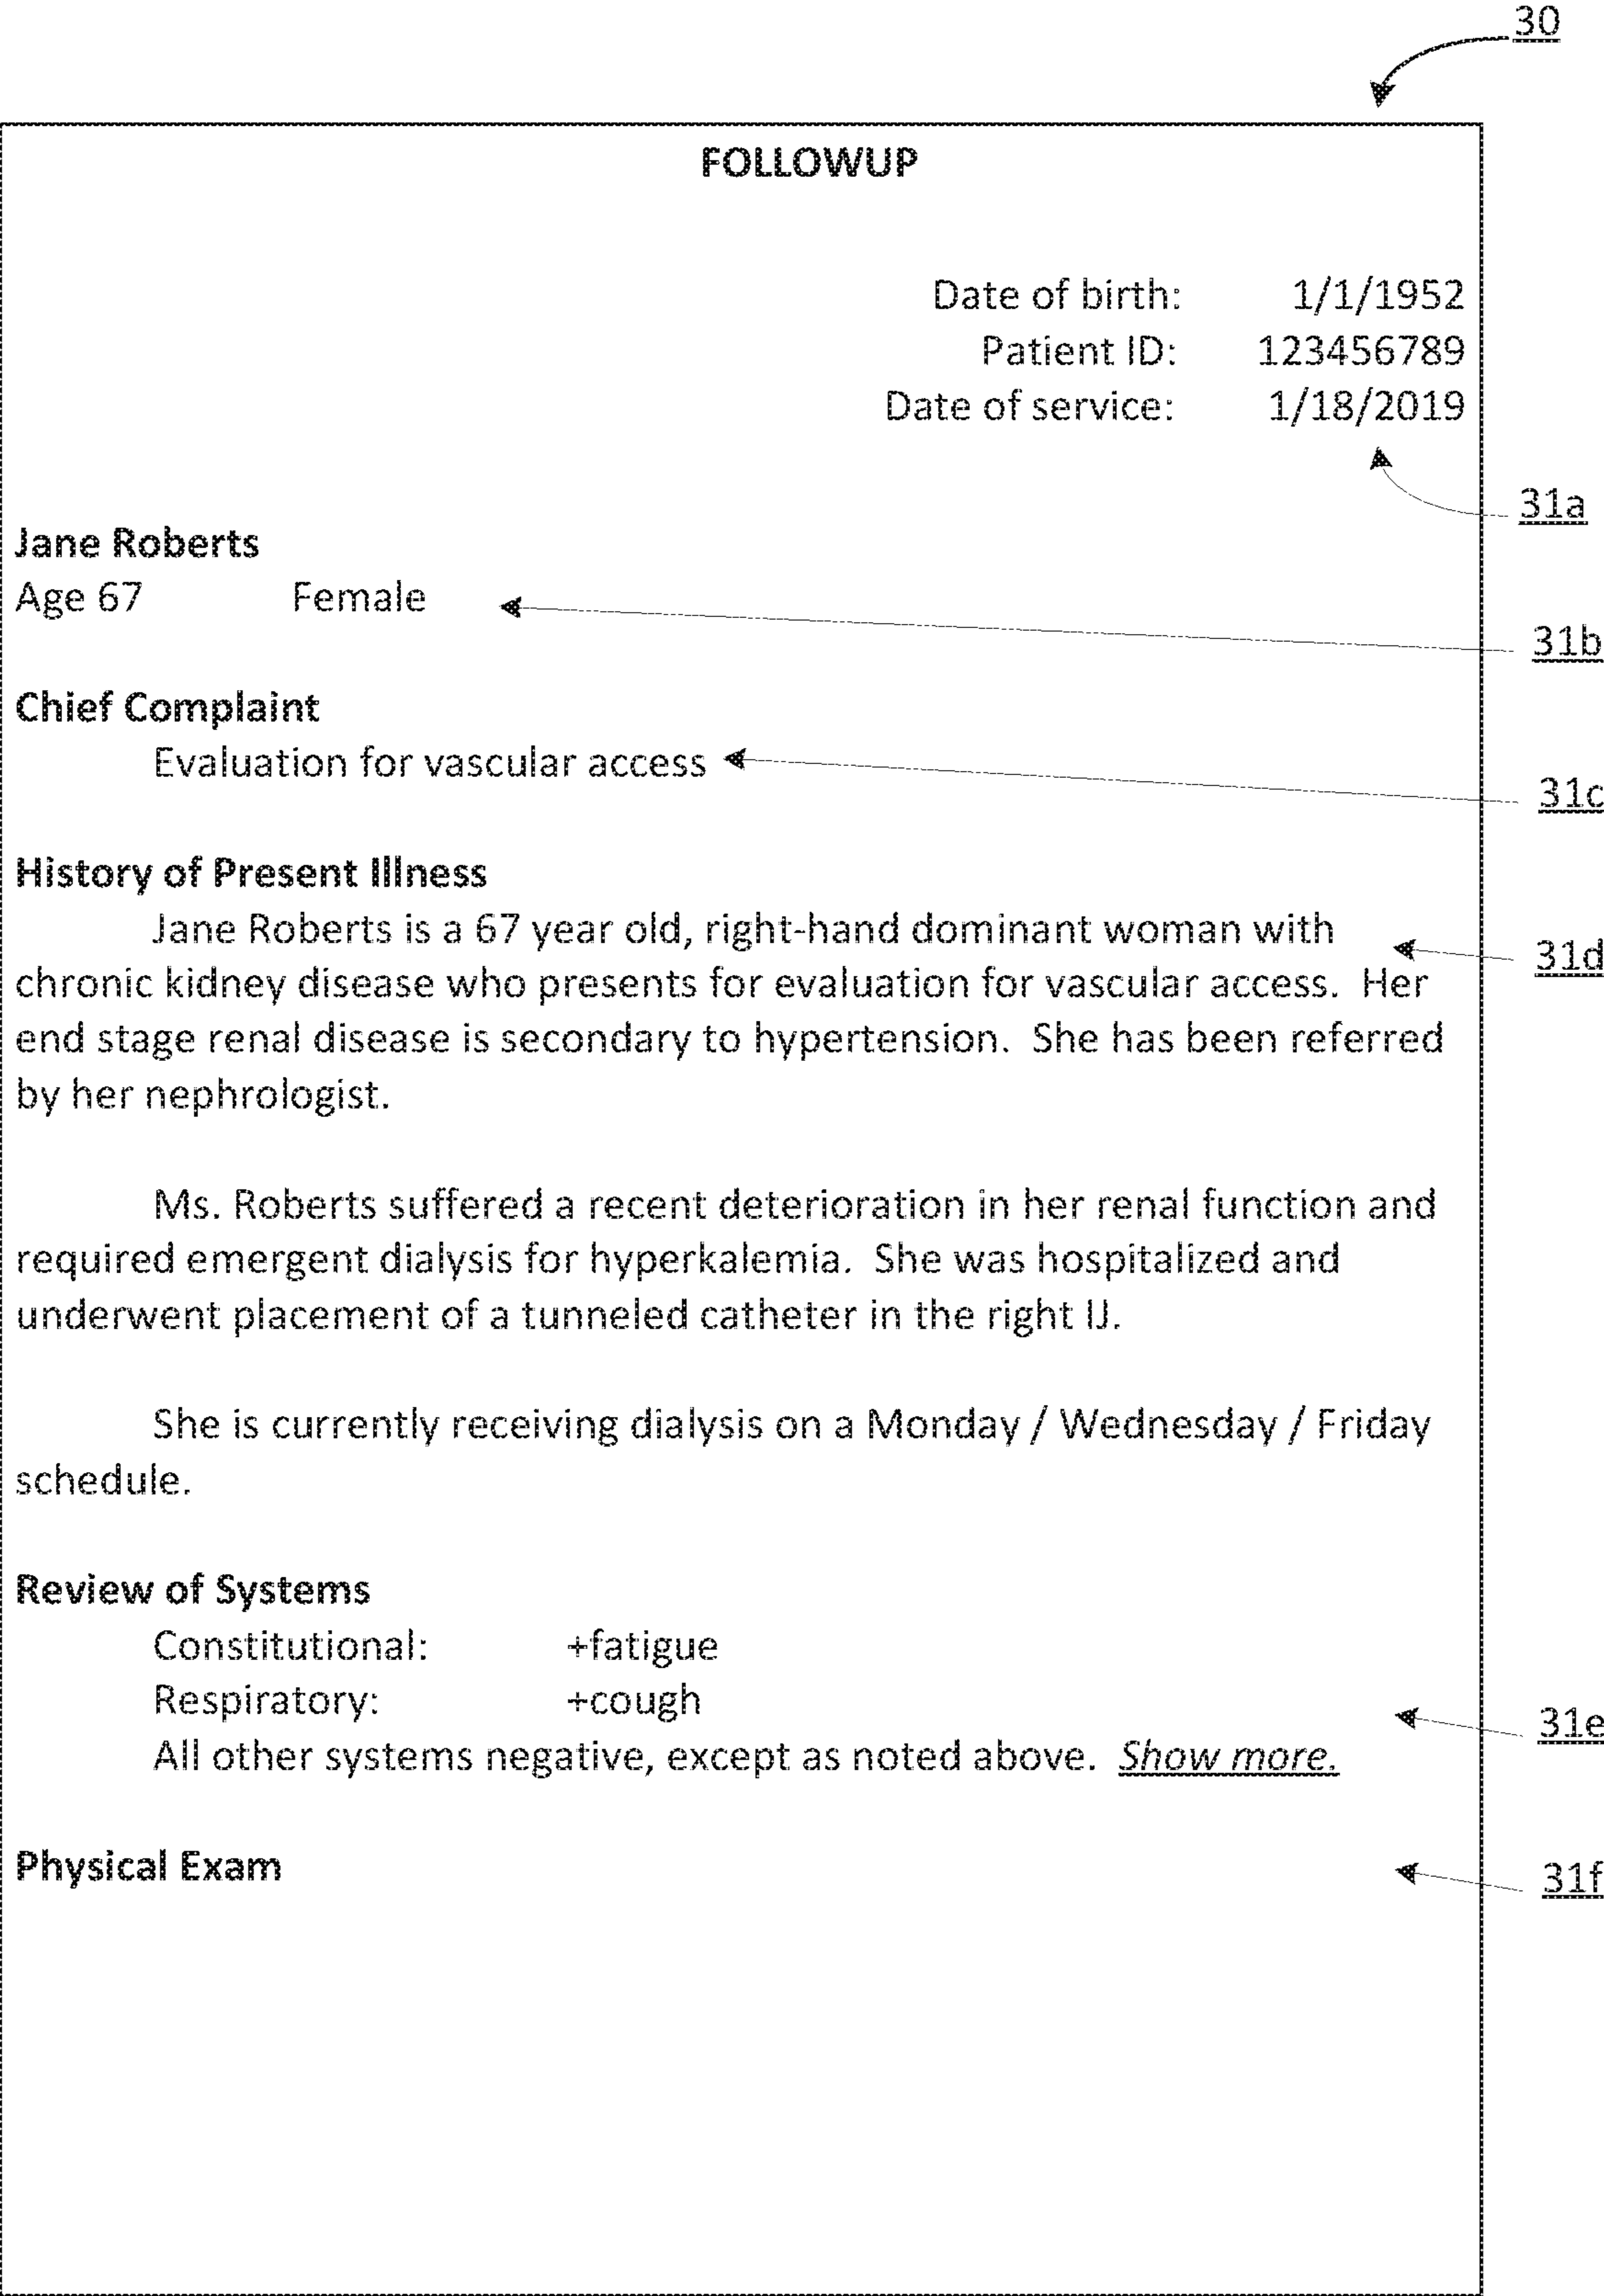 30
FOLLOWUP
Date of birth: 1/1/1952
Patient ID: 123456789
Date of service: 1/18/2019
31a
Jane Roberts
Age 67 Female
31b
Chief Complaint
Evaluation for vascular access
31c
History of Present Illness
Jane Roberts is a 67 year old, right-hand dominant woman with
31d
chronic kidney disease who presents for evaluation for vascular access. Her
end stage renal disease is secondary to hypertension. She has been referred
by her nephrologist.
Ms. Roberts suffered a recent deterioration in her renal function and
required emergent dialysis for hyperkalemia. She was hospitalized and
underwent placement of a tunneled catheter in the right IJ.
She is currently receiving dialysis on a Monday / Wednesday / Friday
schedule.
Review of Systems
Constitutional: +fatigue
Respiratory: +cough
31e
All other systems negative, except as noted above. Show more.
Physical Exam
31f